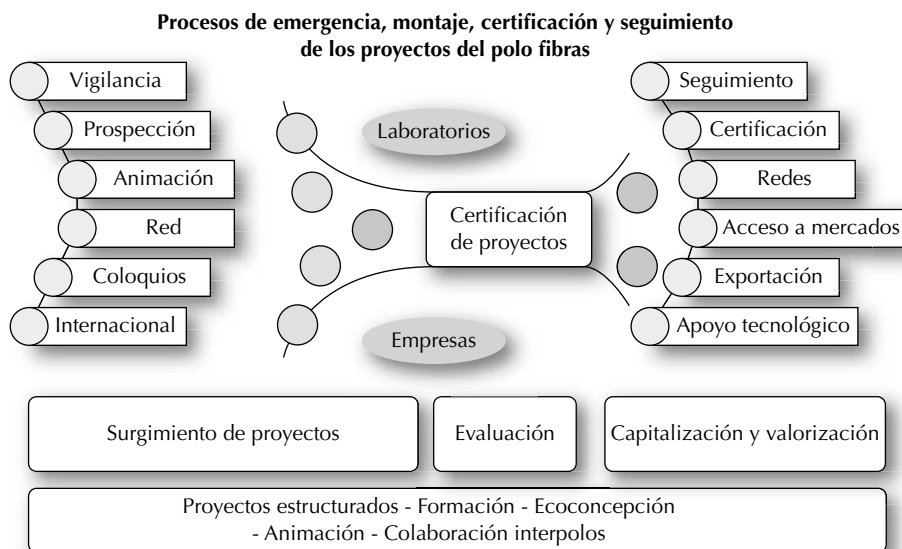 Procesos de emergencia, montaje, certificación y seguimiento
de los proyectos del polo fibras
Vigilancia
Prospección
Animación
Red
Coloquios
Internacional
Laboratorios
Certificación
de proyectos
Empresas
Seguimiento
Certificación
Redes
Acceso a mercados
Exportación
Apoyo tecnológico
Surgimiento de proyectos
Evaluación
Capitalización y valorización
Proyectos estructurados - Formación - Ecoconcepción
- Animación - Colaboración interpolos